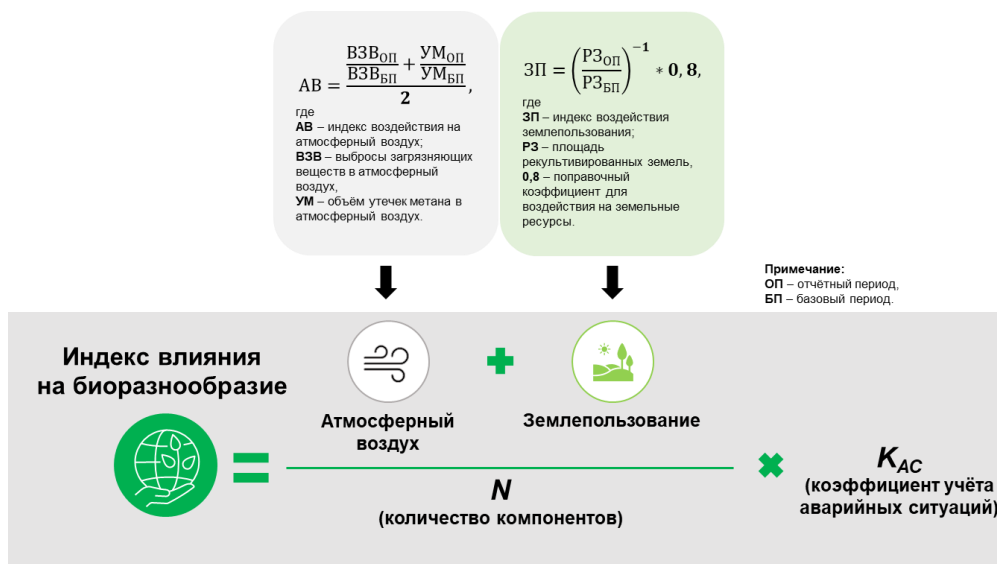 АВ = (ВЗВ_ОП / ВЗВ_БП + УМ_ОП / УМ_БП) / 2,
где
АВ – индекс воздействия на
атмосферный воздух;
ВЗВ – выбросы загрязняющих
веществ в атмосферный
воздух,
УМ – объём утечек метана в
атмосферный воздух.
ЗП = (РЗ_ОП / РЗ_БП)^−1 * 0,8,
где
ЗП – индекс воздействия
землепользования;
РЗ – площадь
рекультивированных земель,
0,8 – поправочный
коэффициент для
воздействия на земельные
ресурсы.
Примечание:
ОП – отчётный период,
БП – базовый период.
Индекс влияния
на биоразнообразие
=
Атмосферный
воздух
+
Землепользование
N
(количество компонентов)
×
K_АС
(коэффициент учёта
аварийных ситуаций)